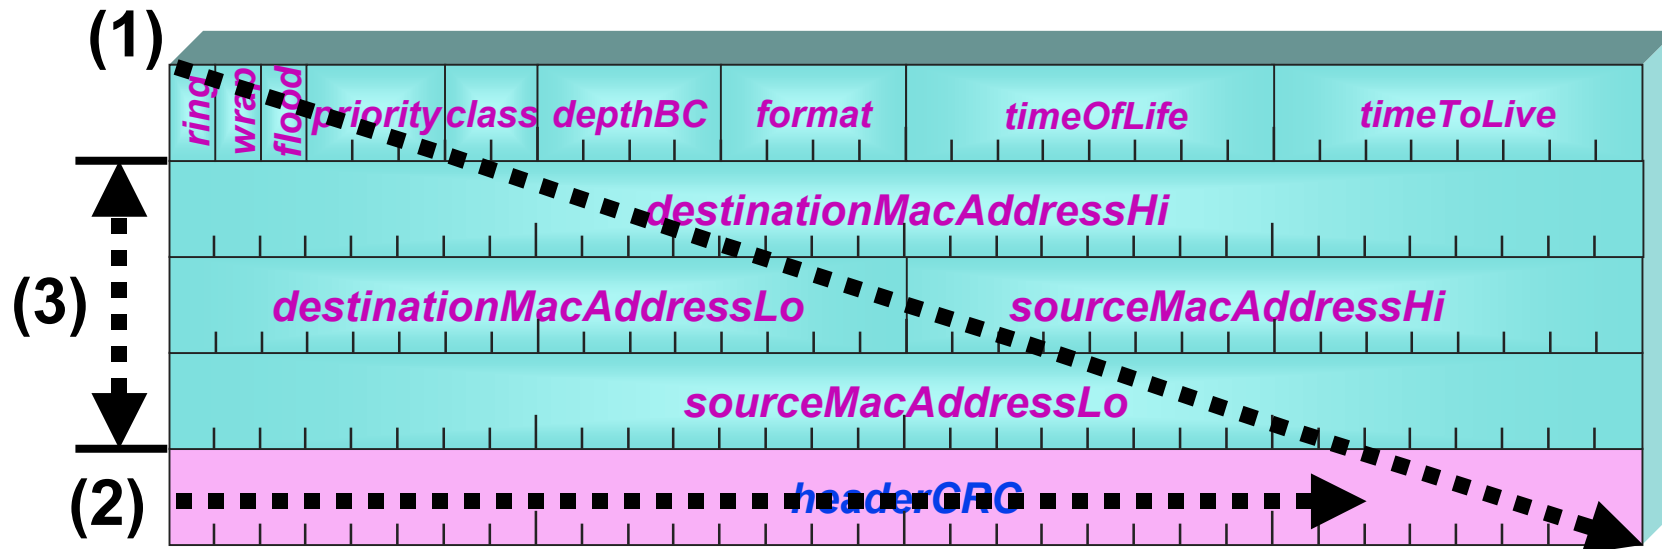 (1)
ring wrap flood priority class depthBC format timeOfLife timeToLive
destinationMacAddressHi
(3) destinationMacAddressLo sourceMacAddressHi
sourceMacAddressLo
(2) headerCRC